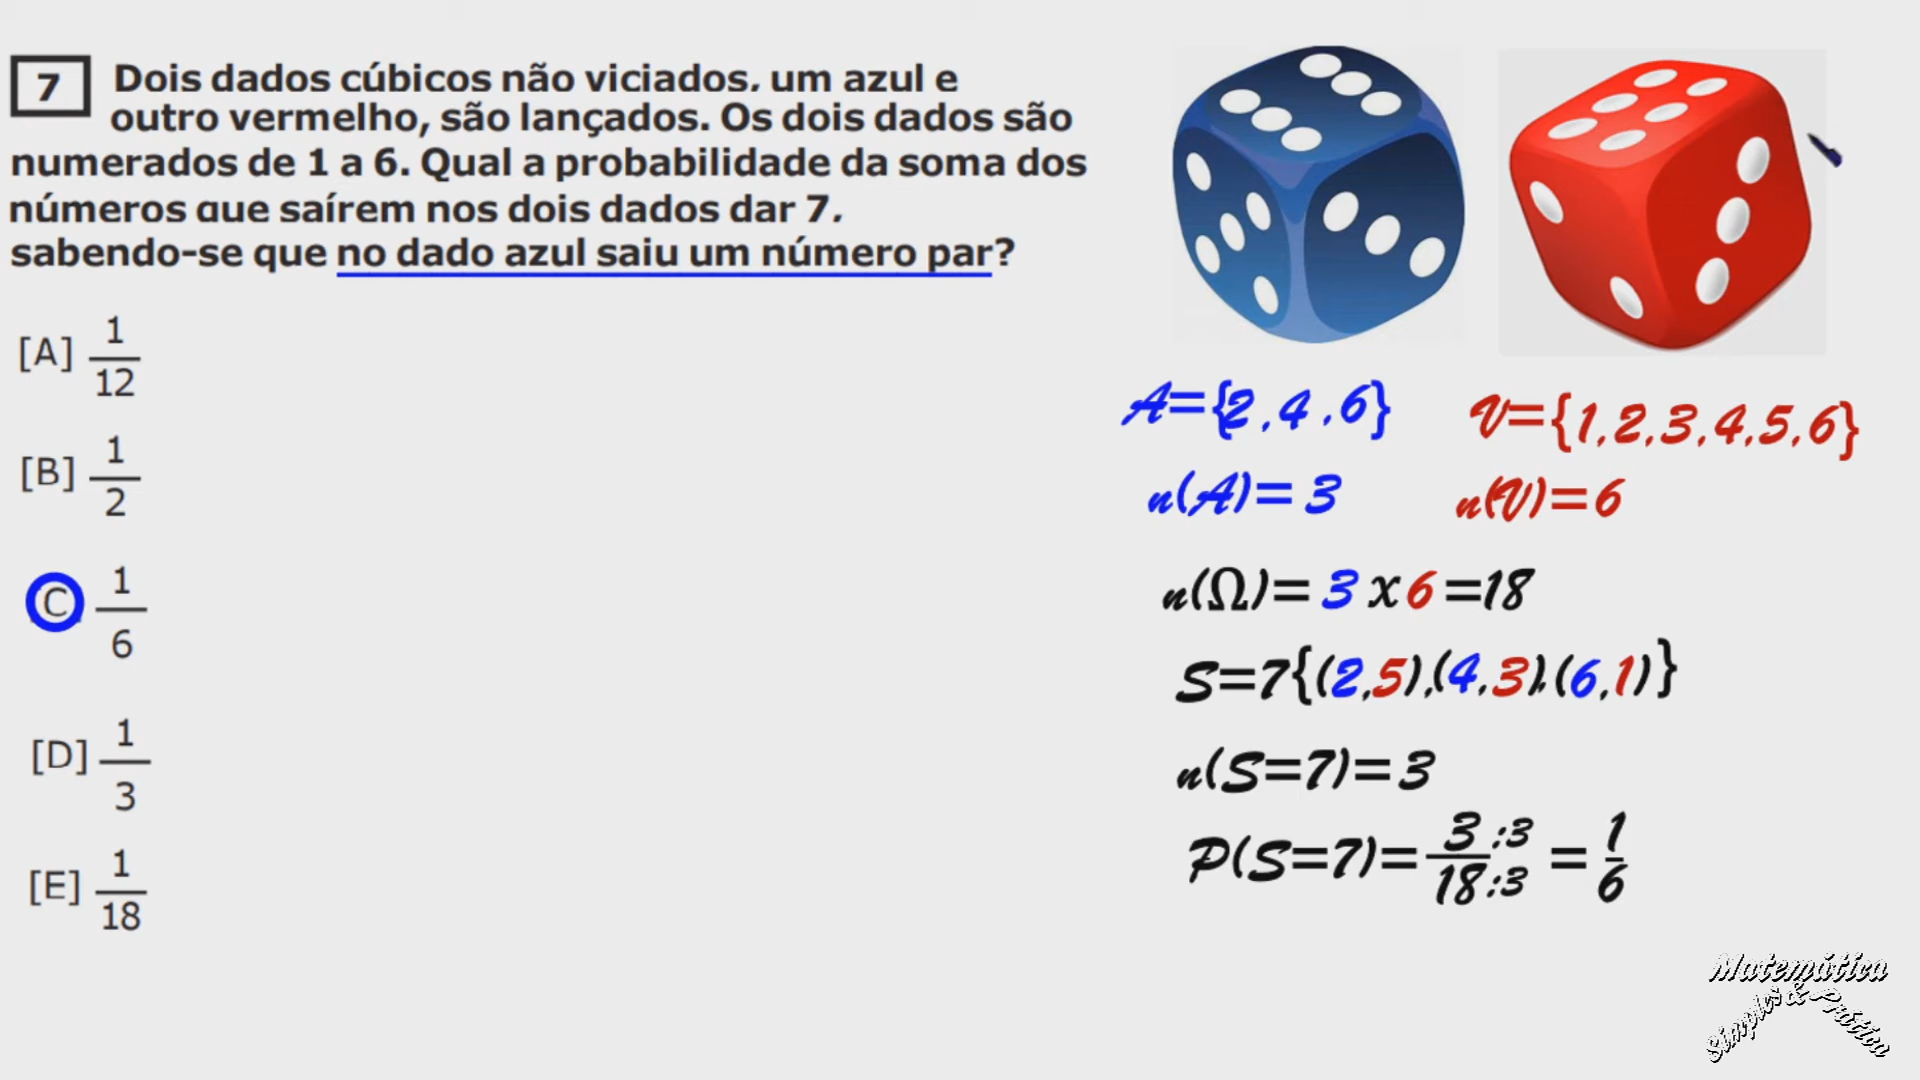 7 Dois dados cúbicos não viciados, um azul e
outro vermelho, são lançados. Os dois dados são
numerados de 1 a 6. Qual a probabilidade da soma dos
números que saírem nos dois dados dar 7,
sabendo-se que no dado azul saiu um número par?
[A] 1/12
[B] 1/2
C 1/6
[D] 1/3
[E] 1/18
A={2,4,6}
V={1,2,3,4,5,6}
n(A)=3
n(V)=6
n(Ω)=3x6=18
S=7{(2,5),(4,3),(6,1)}
n(S=7)=3
P(S=7)=3:3/18:3=1/6
Matemática
Simples & Prática